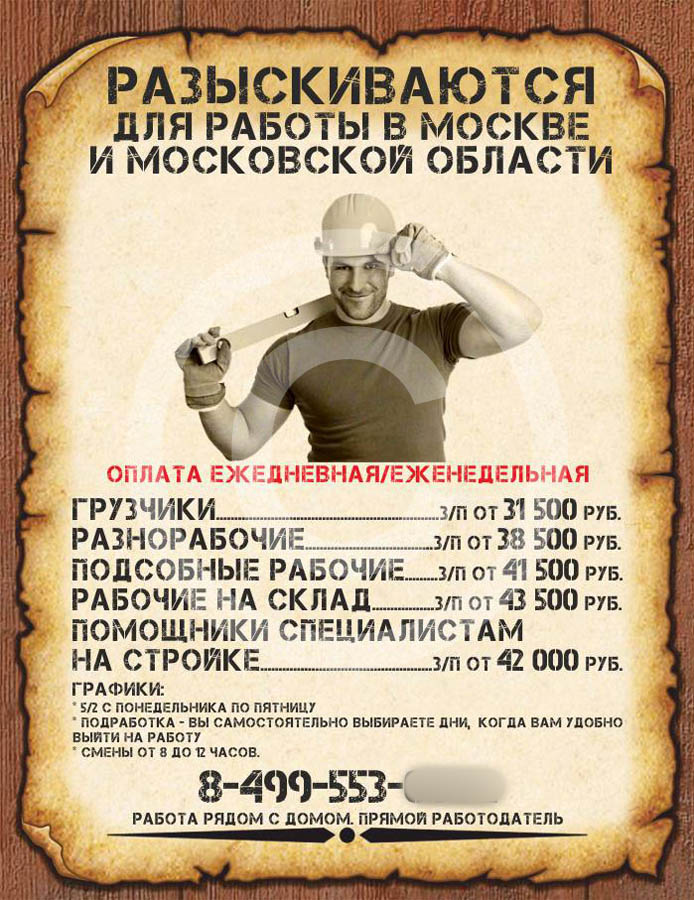 РАЗЫСКИВАЮТСЯ
ДЛЯ РАБОТЫ В МОСКВЕ
И МОСКОВСКОЙ ОБЛАСТИ
ОПЛАТА ЕЖЕДНЕВНАЯ/ЕЖЕНЕДЕЛЬНАЯ
ГРУЗЧИКИ........................................З/П ОТ 31 500 РУБ.
РАЗНОРАБОЧИЕ.......................З/П ОТ 38 500 РУБ.
ПОДСОБНЫЕ РАБОЧИЕ......З/П ОТ 41 500 РУБ.
РАБОЧИЕ НА СКЛАД...........З/П ОТ 43 500 РУБ.
ПОМОЩНИКИ СПЕЦИАЛИСТАМ
НА СТРОЙКЕ...............................З/П ОТ 42 000 РУБ.
ГРАФИКИ:
* 5/2 С ПОНЕДЕЛЬНИКА ПО ПЯТНИЦУ
* ПОДРАБОТКА - ВЫ САМОСТОЯТЕЛЬНО ВЫБИРАЕТЕ ДНИ, КОГДА ВАМ УДОБНО
ВЫЙТИ НА РАБОТУ
* СМЕНЫ ОТ 8 ДО 12 ЧАСОВ.
8-499-553-
РАБОТА РЯДОМ С ДОМОМ. ПРЯМОЙ РАБОТОДАТЕЛЬ